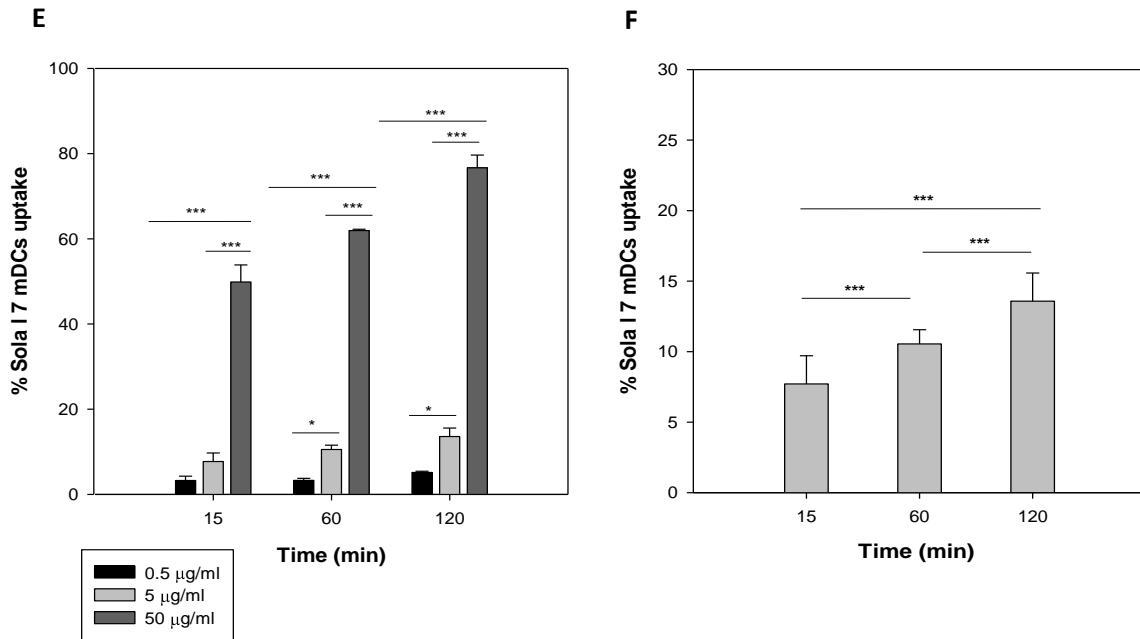 E
% Sola l 7 mDCs uptake
100
80
60
40
20
0
***
***
***
***
***
***
*
*
15 60 120
Time (min)
0.5 μg/ml
5 μg/ml
50 μg/ml
F
% Sola l 7 mDCs uptake
30
25
20
15
10
5
0
***
***
***
15 60 120
Time (min)